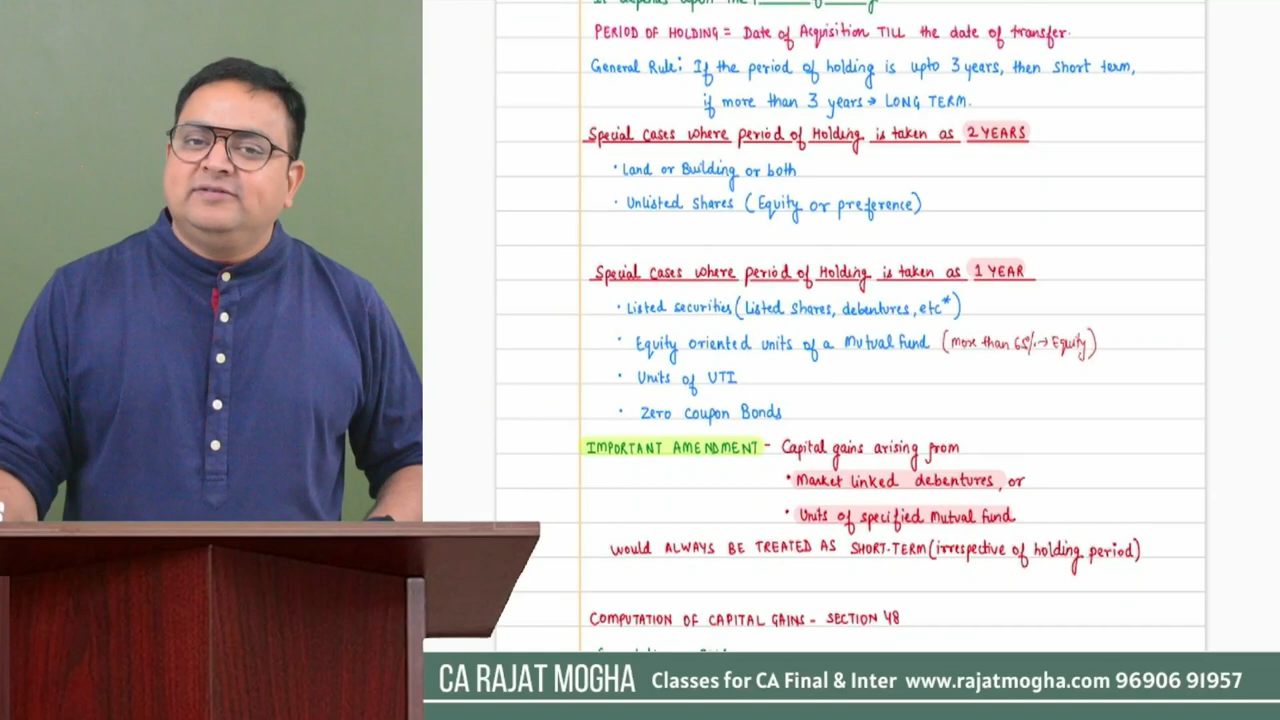 It depends upon the
PERIOD OF HOLDING = Date of Acquisition TILL the date of transfer.
General Rule: If the period of holding is upto 3 years, then short term,
if more than 3 years → LONG TERM.
Special cases where period of Holding is taken as 2 YEARS
• Land or Building or both
• Unlisted shares (Equity or preference)
Special cases where period of Holding is taken as 1 YEAR
• Listed securities (Listed shares, debentures, etc*)
• Equity oriented units of a Mutual Fund (more than 65% → Equity)
• Units of UTI
• Zero Coupon Bonds
IMPORTANT AMENDMENT - Capital gains arising from
• Market linked debentures, or
• Units of specified Mutual Fund
would ALWAYS BE TREATED AS SHORT-TERM (irrespective of holding period)
COMPUTATION OF CAPITAL GAINS - SECTION 48
CA RAJAT MOGHA Classes for CA Final & Inter www.rajatmogha.com 96906 91957